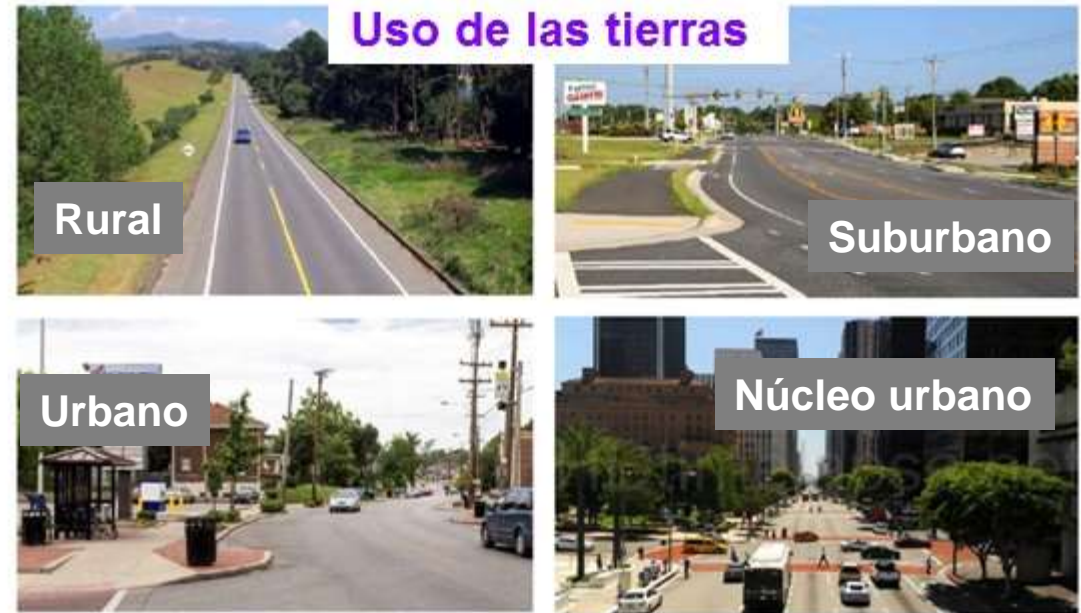 Uso de las tierras
Rural
Suburbano
Urbano
Núcleo urbano